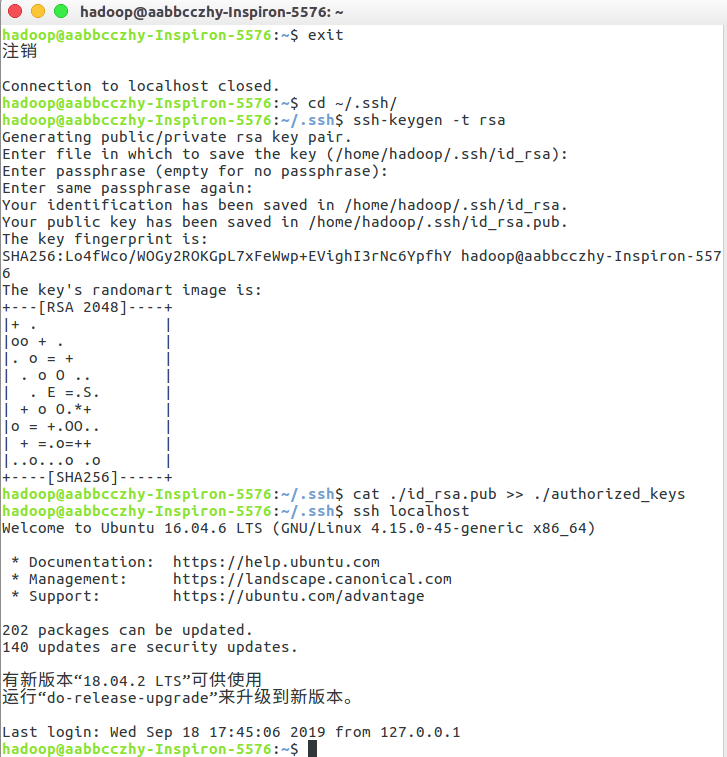 hadoop@aabbcczhy-Inspiron-5576: ~
hadoop@aabbcczhy-Inspiron-5576:~$ exit
注销
Connection to localhost closed.
hadoop@aabbcczhy-Inspiron-5576:~$ cd ~/.ssh/
hadoop@aabbcczhy-Inspiron-5576:~/.ssh$ ssh-keygen -t rsa
Generating public/private rsa key pair.
Enter file in which to save the key (/home/hadoop/.ssh/id_rsa):
Enter passphrase (empty for no passphrase):
Enter same passphrase again:
Your identification has been saved in /home/hadoop/.ssh/id_rsa.
Your public key has been saved in /home/hadoop/.ssh/id_rsa.pub.
The key fingerprint is:
SHA256:Lo4fWco/WOGy2ROKGpL7xFeWwp+EVighI3rNc6YpfhY hadoop@aabbcczhy-Inspiron-557
6
The key's randomart image is:
+---[RSA 2048]----+
|+ .              |
|oo + .           |
|. o = +          |
| . o O ..        |
|  . E =.S.       |
| + o O.*+        |
|o = +.OO..       |
| + =.o=++        |
|..o...o .o       |
+----[SHA256]-----+
hadoop@aabbcczhy-Inspiron-5576:~/.ssh$ cat ./id_rsa.pub >> ./authorized_keys
hadoop@aabbcczhy-Inspiron-5576:~/.ssh$ ssh localhost
Welcome to Ubuntu 16.04.6 LTS (GNU/Linux 4.15.0-45-generic x86_64)
 * Documentation:  https://help.ubuntu.com
 * Management:     https://landscape.canonical.com
 * Support:        https://ubuntu.com/advantage
202 packages can be updated.
140 updates are security updates.
有新版本“18.04.2 LTS”可供使用
运行“do-release-upgrade”来升级到新版本。
Last login: Wed Sep 18 17:45:06 2019 from 127.0.0.1
hadoop@aabbcczhy-Inspiron-5576:~$